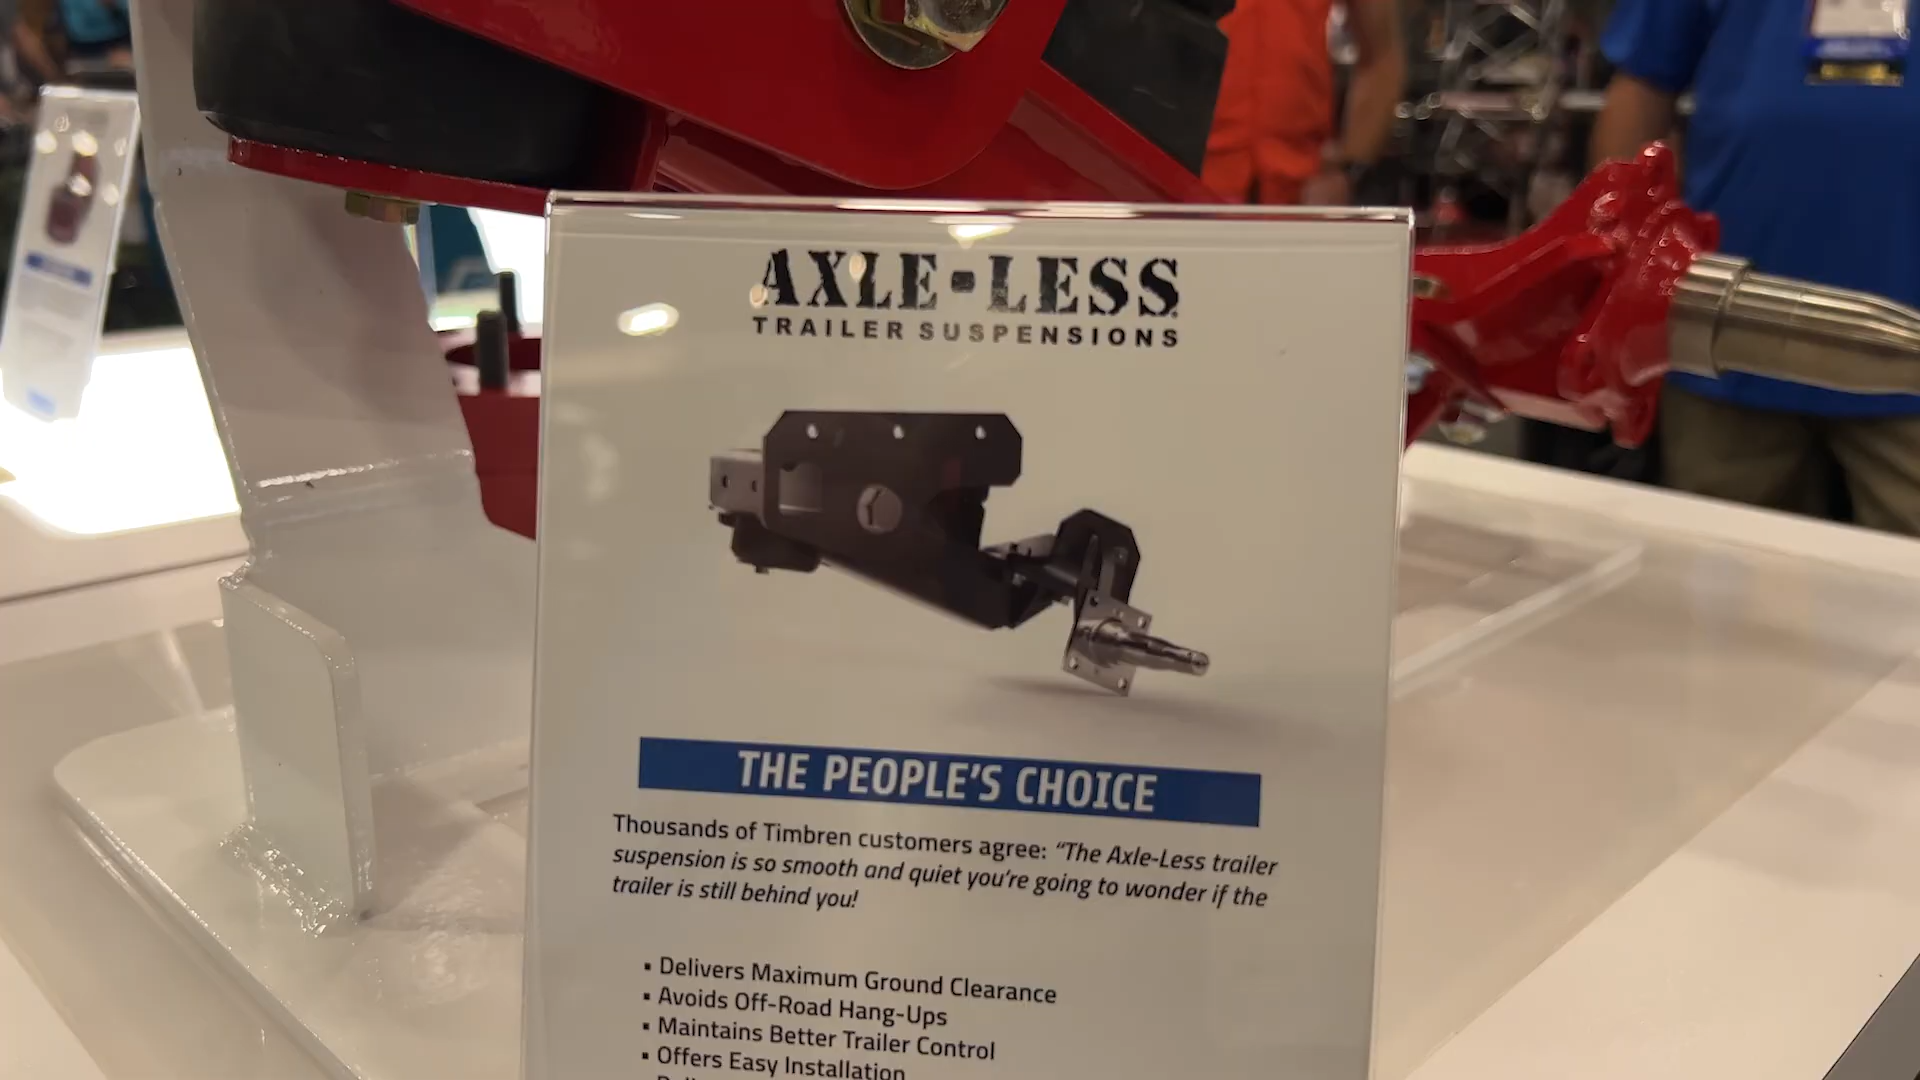 AXLE-LESS
TRAILER SUSPENSIONS
THE PEOPLE'S CHOICE
Thousands of Timbren customers agree: "The Axle-Less trailer
suspension is so smooth and quiet you're going to wonder if the
trailer is still behind you!
▪ Delivers Maximum Ground Clearance
▪ Avoids Off-Road Hang-Ups
▪ Maintains Better Trailer Control
▪ Offers Easy Installation